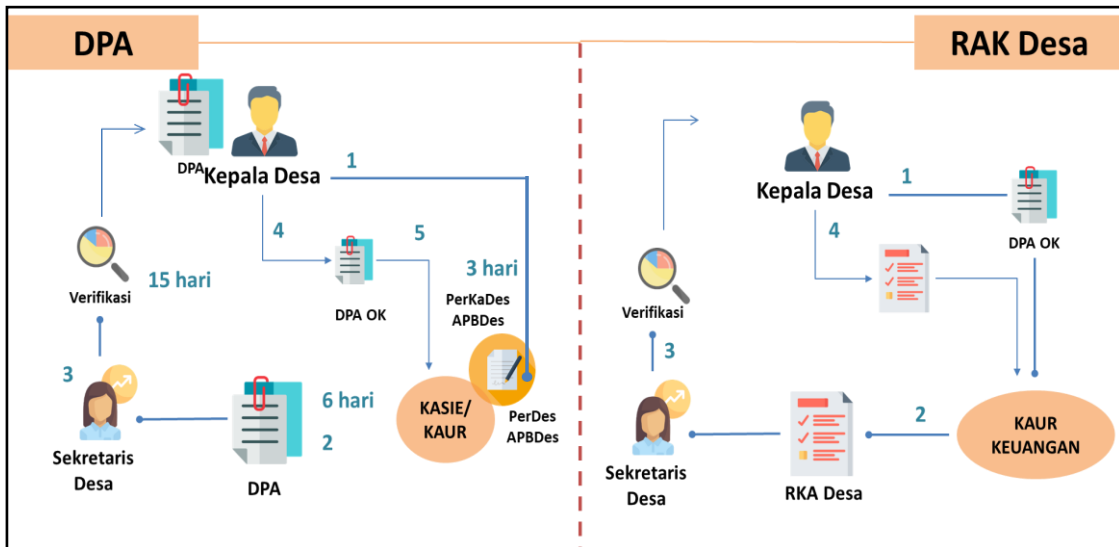 DPA
DPA
Kepala Desa
1
4
5
3 hari
PerKaDes
APBDes
DPA OK
Verifikasi
15 hari
3
6 hari
2
KASIE/
KAUR
PerDes
APBDes
Sekretaris
Desa
DPA
RAK Desa
Kepala Desa
1
4
DPA OK
Verifikasi
3
2
KAUR
KEUANGAN
Sekretaris
Desa
RKA Desa